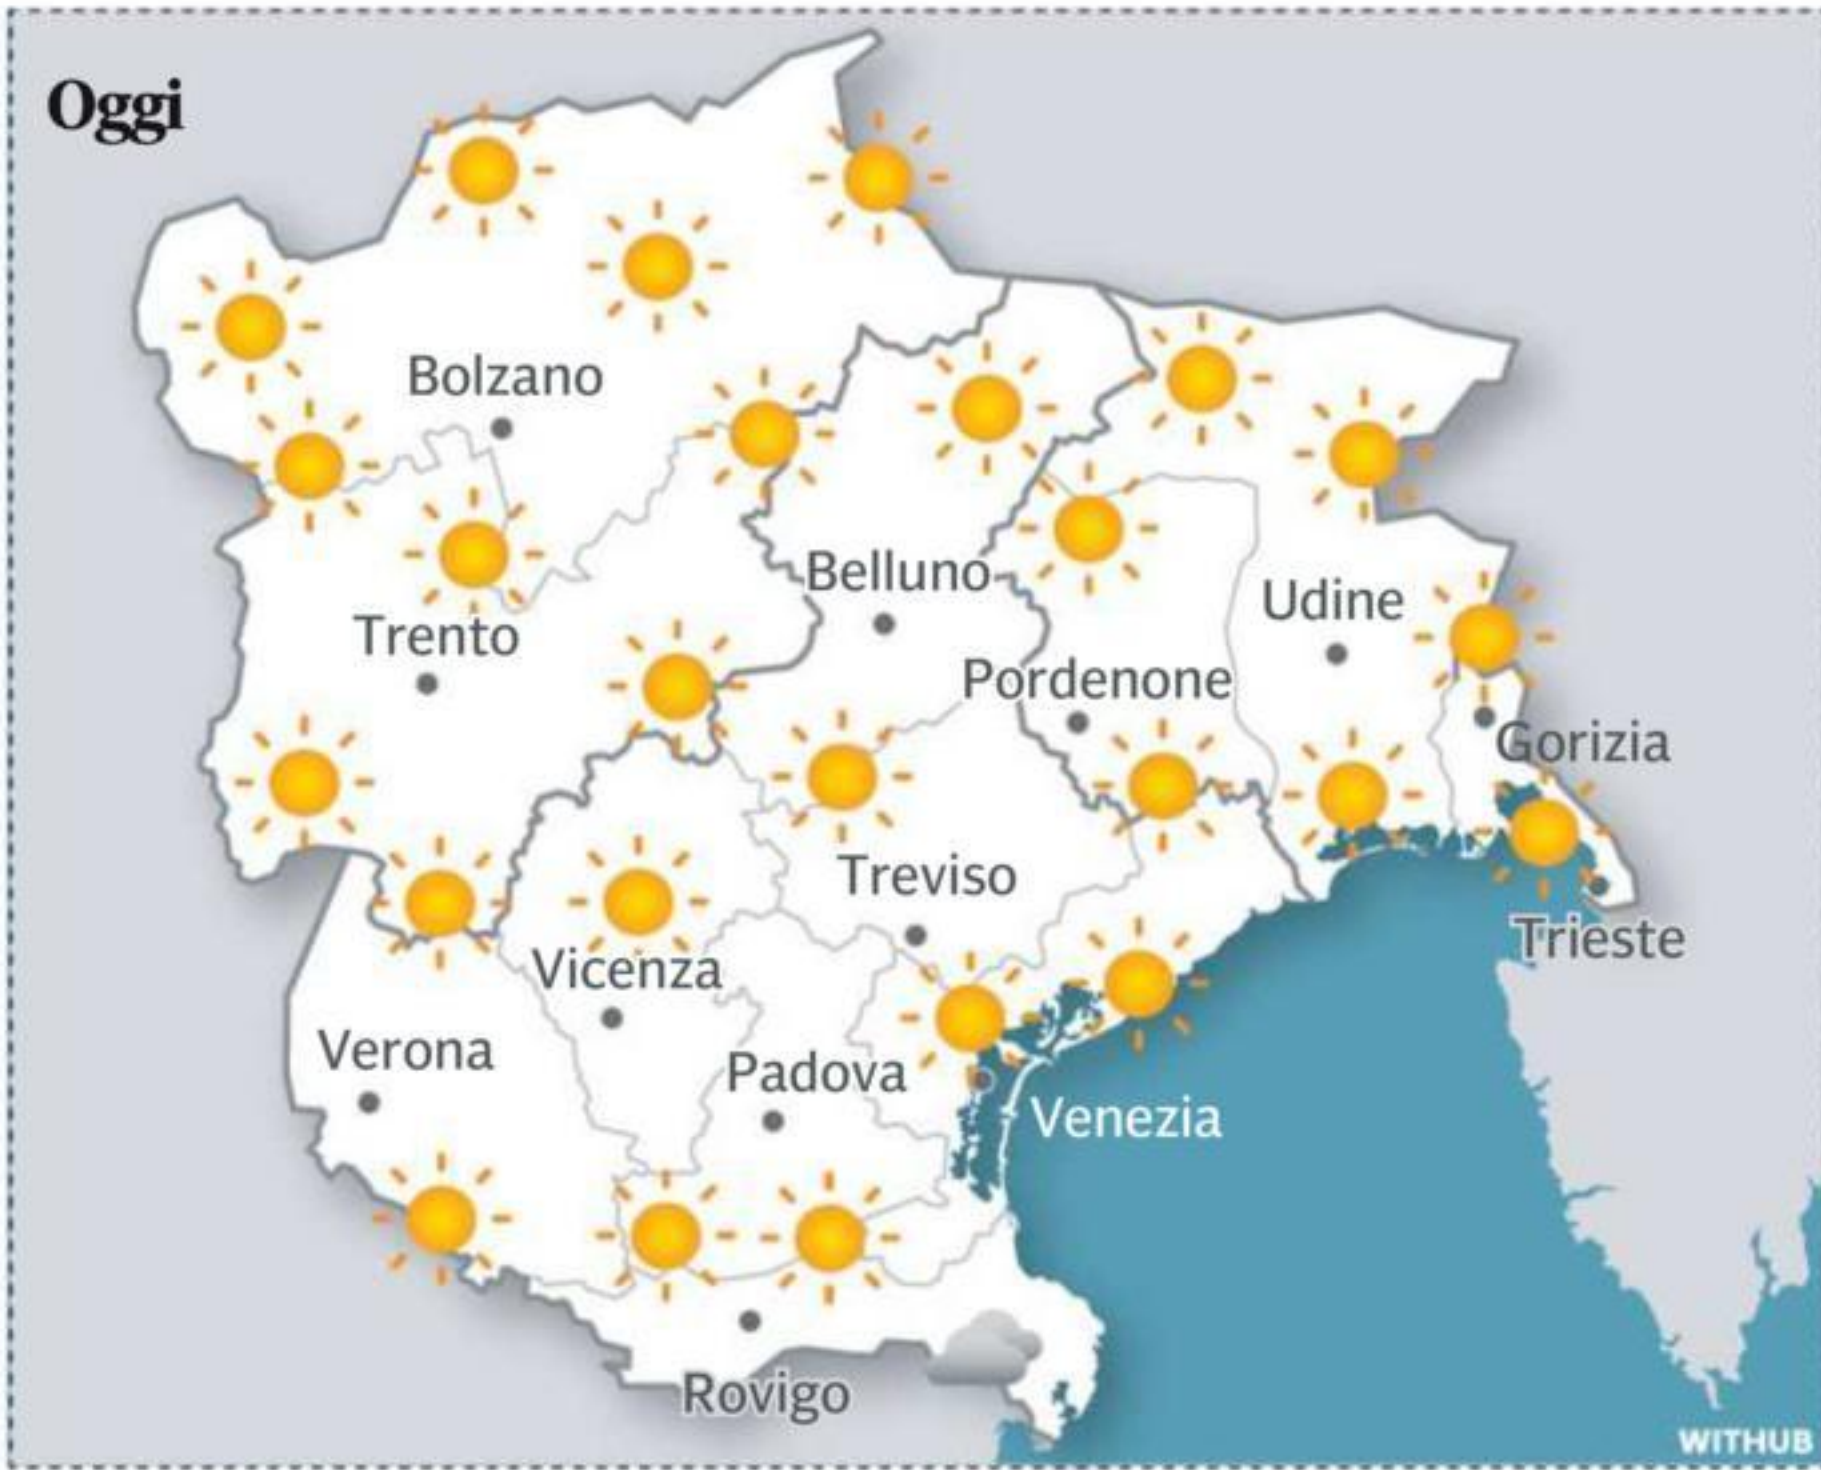 Oggi
Bolzano
Belluno
Udine
Trento
Pordenone
Gorizia
Treviso
Trieste
Vicenza
Verona
Padova
Venezia
Rovigo
WITHUB